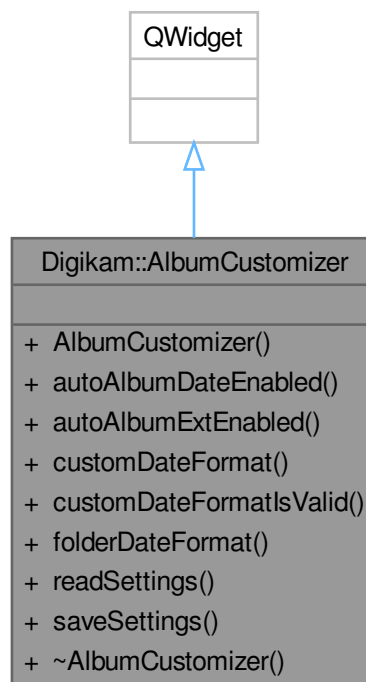 QWidget
Digikam::AlbumCustomizer
+ AlbumCustomizer()
+ autoAlbumDateEnabled()
+ autoAlbumExtEnabled()
+ customDateFormat()
+ customDateFormatIsValid()
+ folderDateFormat()
+ readSettings()
+ saveSettings()
+ ~AlbumCustomizer()